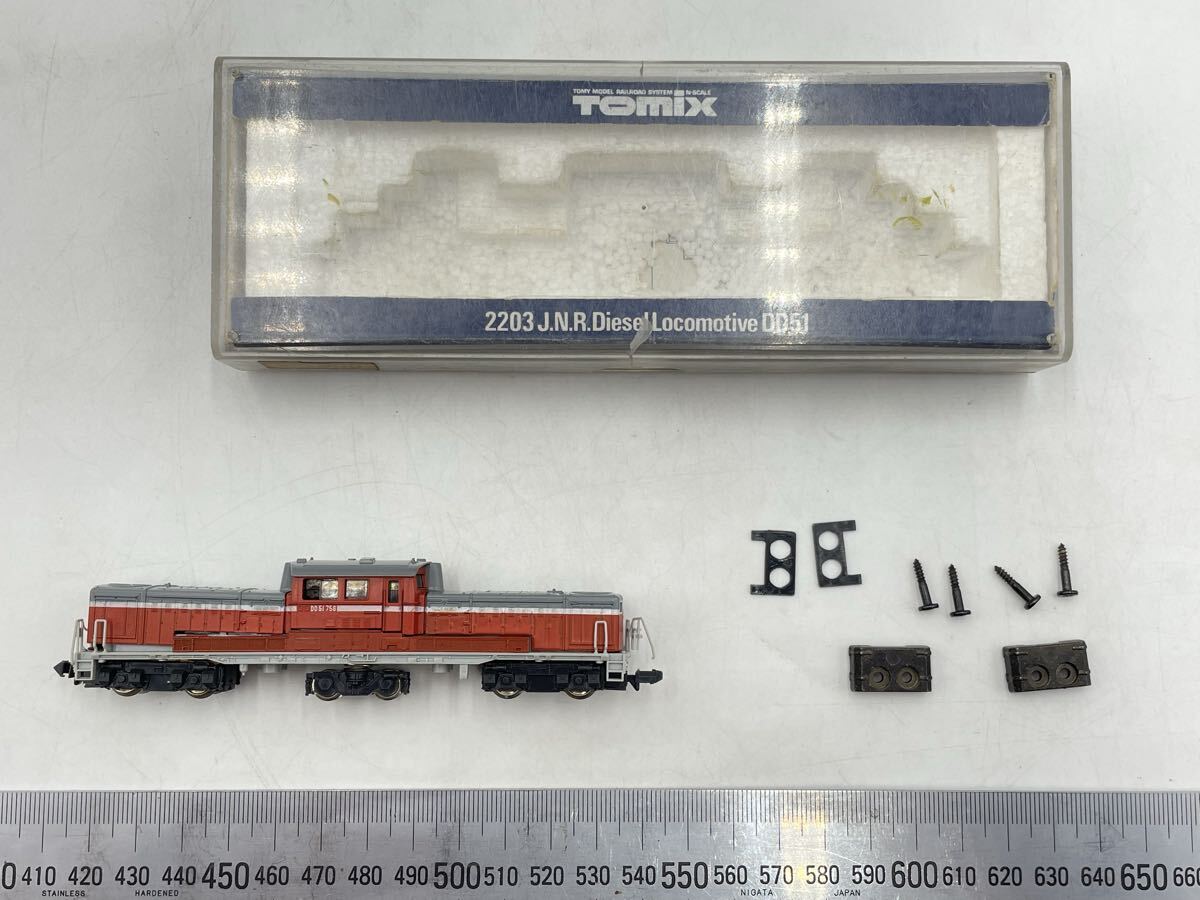 TOMY MODEL RAILROAD SYSTEM N-SCALE
TOMIX
2203 J.N.R. Diesel Locomotive DD51
DD51 758
0 410 420 430 440 450 460 470 480 490 500 510 520 530 540 550 560 570 580 590 600 610 620 630 640 650 660
STAINLESS HARDENED NIIGATA JAPAN